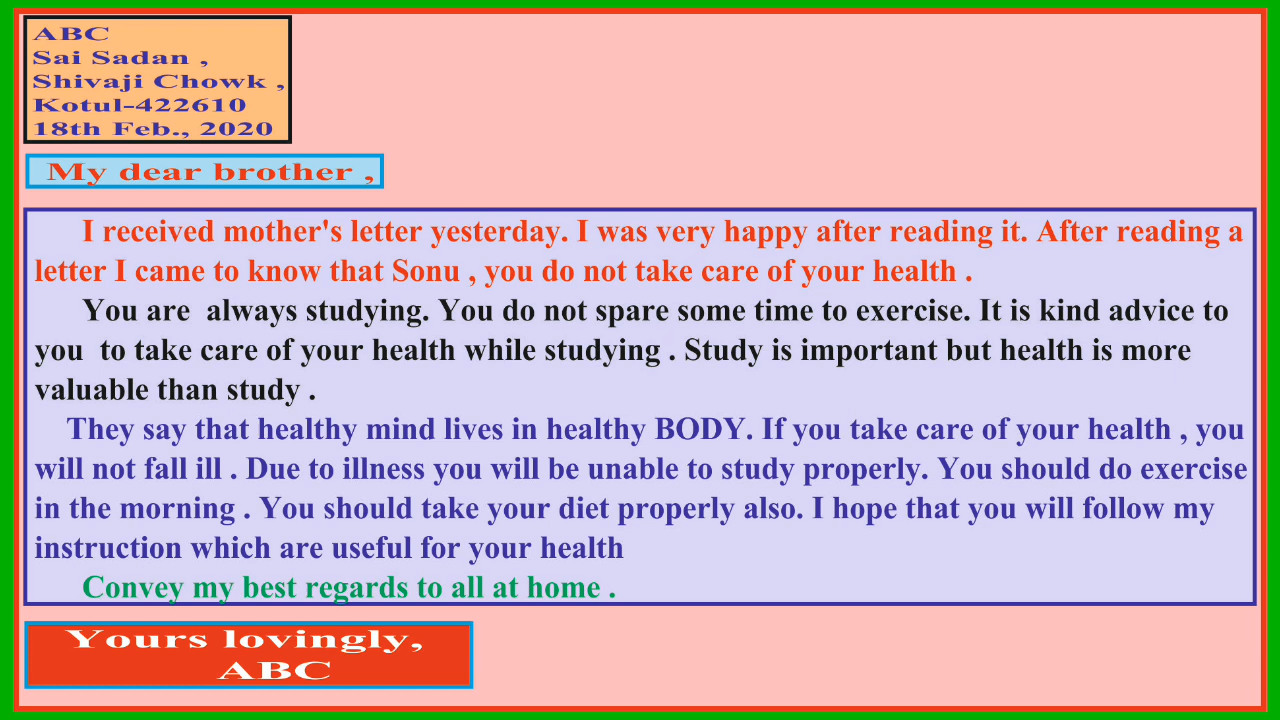 ABC
Sai Sadan ,
Shivaji Chowk ,
Kotul-422610
18th Feb., 2020
My dear brother ,
I received mother's letter yesterday. I was very happy after reading it. After reading a
letter I came to know that Sonu , you do not take care of your health .
You are always studying. You do not spare some time to exercise. It is kind advice to
you to take care of your health while studying . Study is important but health is more
valuable than study .
They say that healthy mind lives in healthy BODY. If you take care of your health , you
will not fall ill . Due to illness you will be unable to study properly. You should do exercise
in the morning . You should take your diet properly also. I hope that you will follow my
instruction which are useful for your health
Convey my best regards to all at home .
Yours lovingly,
ABC